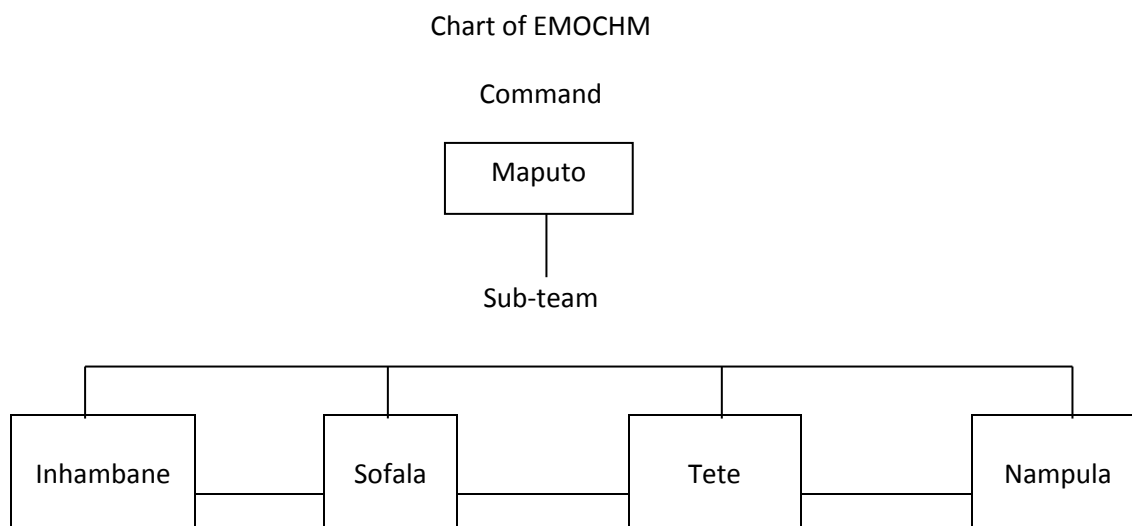 Chart of EMOCHM
Command
Maputo
Sub-team
Inhambane Sofala Tete Nampula